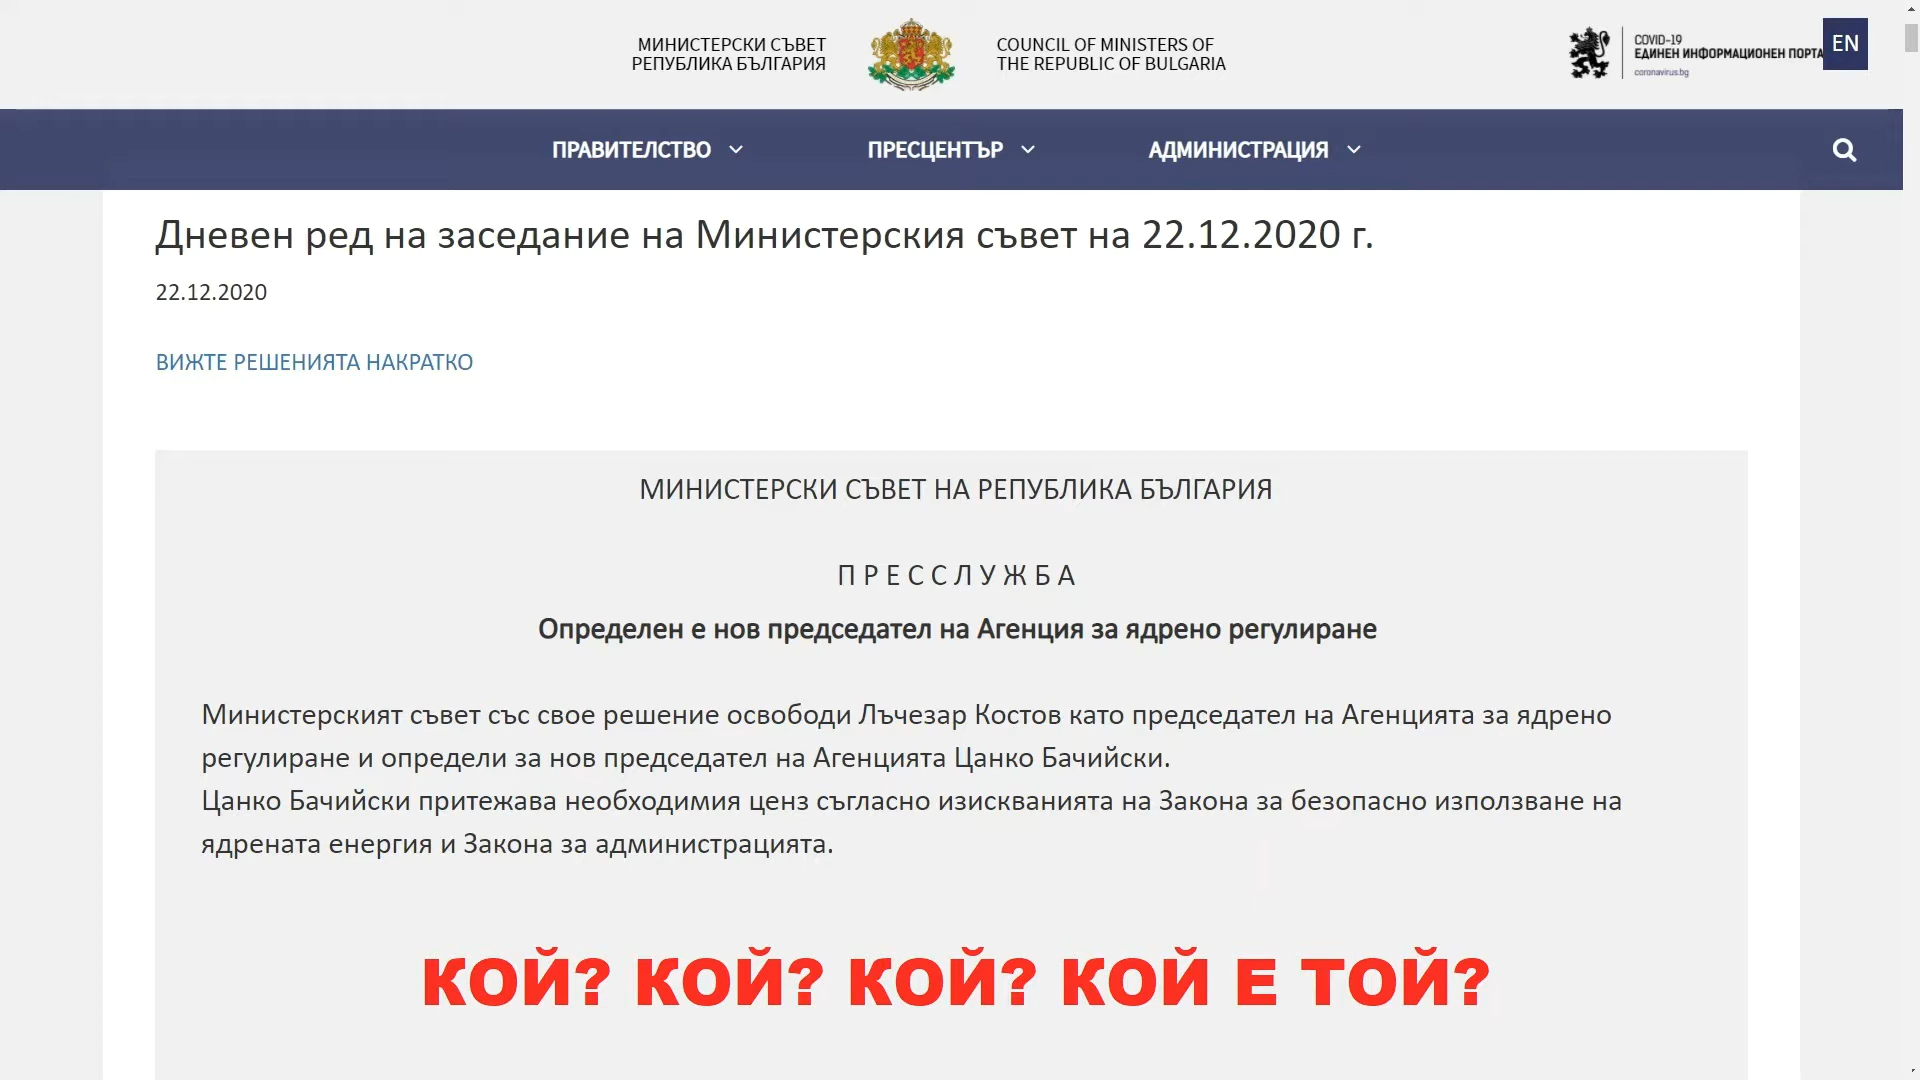 МИНИСТЕРСКИ СЪВЕТ
РЕПУБЛИКА БЪЛГАРИЯ
COUNCIL OF MINISTERS OF
THE REPUBLIC OF BULGARIA
COVID-19
ЕДИНЕН ИНФОРМАЦИОНЕН ПОРТА
coronavirus.bg
EN
ПРАВИТЕЛСТВО
ПРЕСЦЕНТЪР
АДМИНИСТРАЦИЯ
Дневен ред на заседание на Министерския съвет на 22.12.2020 г.
22.12.2020
ВИЖТЕ РЕШЕНИЯТА НАКРАТКО
МИНИСТЕРСКИ СЪВЕТ НА РЕПУБЛИКА БЪЛГАРИЯ
П Р Е С С Л У Ж Б А
Определен е нов председател на Агенция за ядрено регулиране
Министерският съвет със свое решение освободи Лъчезар Костов като председател на Агенцията за ядрено
регулиране и определи за нов председател на Агенцията Цанко Бачийски.
Цанко Бачийски притежава необходимия ценз съгласно изискванията на Закона за безопасно използване на
ядрената енергия и Закона за администрацията.
КОЙ? КОЙ? КОЙ? КОЙ Е ТОЙ?